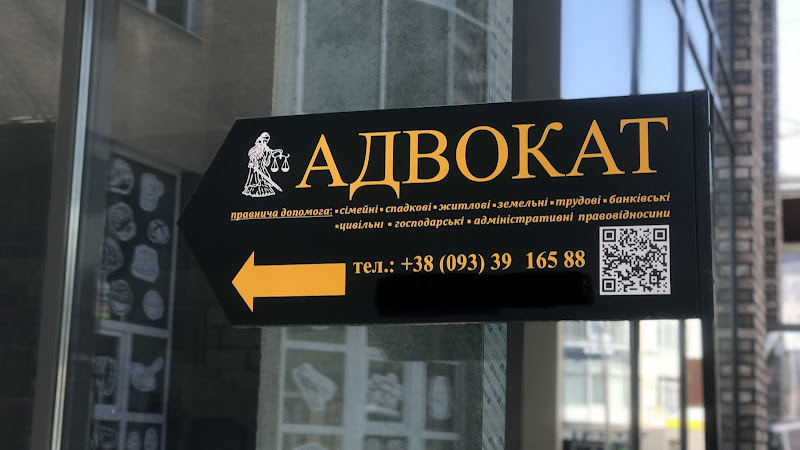 АДВОКАТ
правнича допомога: ▪сімейні ▪спадкові ▪житлові ▪земельні ▪трудові ▪банківські
▪цивільні ▪ господарські ▪ адміністративні правовідносини
тел.: +38 (093) 39 165 88